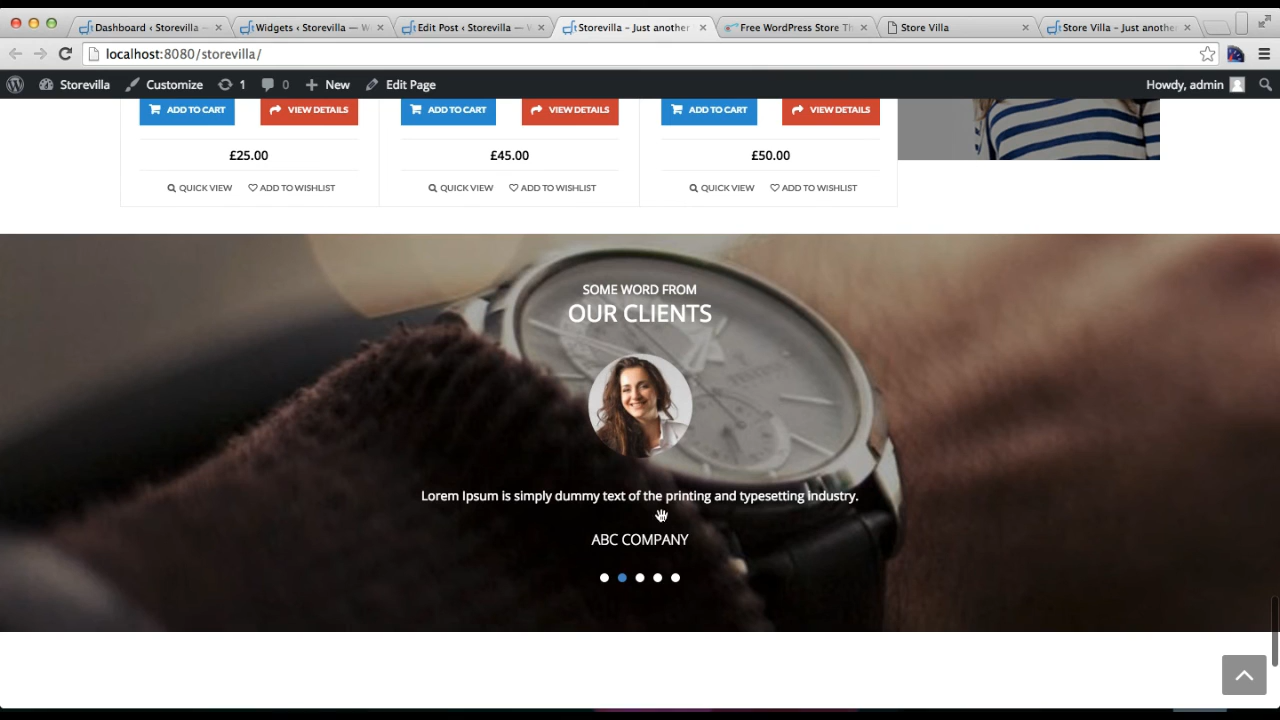 Dashboard ‹ Storevilla —
Widgets ‹ Storevilla — W
Edit Post ‹ Storevilla — V
Storevilla – Just another
Free WordPress Store Th
Store Villa
Store Villa – Just another
localhost:8080/storevilla/
Storevilla Customize 1 0 New Edit Page Howdy, admin
ADD TO CART VIEW DETAILS ADD TO CART VIEW DETAILS ADD TO CART VIEW DETAILS
£25.00 £45.00 £50.00
QUICK VIEW ADD TO WISHLIST QUICK VIEW ADD TO WISHLIST QUICK VIEW ADD TO WISHLIST
SOME WORD FROM
OUR CLIENTS
Lorem Ipsum is simply dummy text of the printing and typesetting industry.
ABC COMPANY